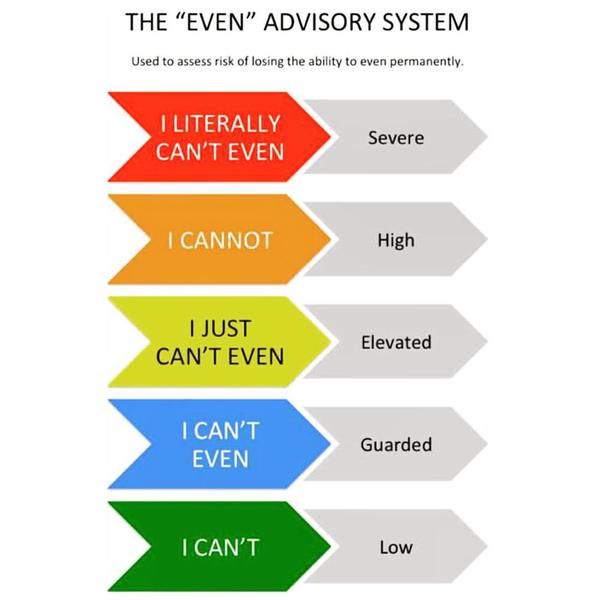 THE “EVEN” ADVISORY SYSTEM
Used to assess risk of losing the ability to even permanently.
I LITERALLY
CAN’T EVEN
Severe
I CANNOT
High
I JUST
CAN’T EVEN
Elevated
I CAN’T
EVEN
Guarded
I CAN’T
Low